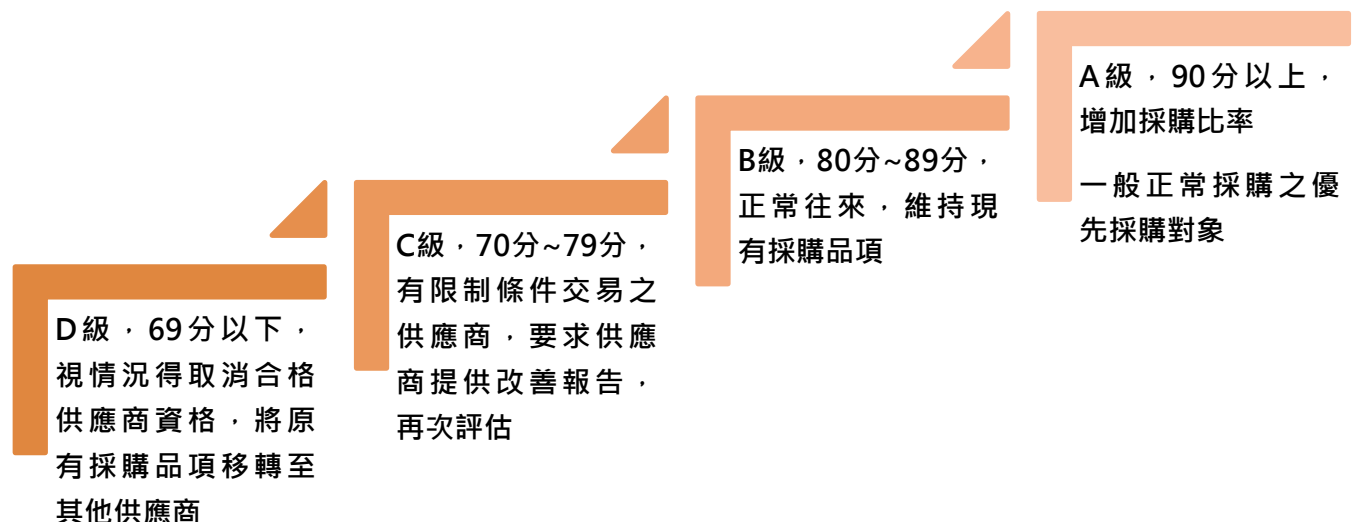 A級，90分以上，
增加採購比率
一般正常採購之優
先採購對象
B級，80分~89分，
正常往來，維持現
有採購品項
C級，70分~79分，
有限制條件交易之
供應商，要求供應
商提供改善報告，
再次評估
D級，69分以下，
視情況得取消合格
供應商資格，將原
有採購品項移轉至
其他供應商